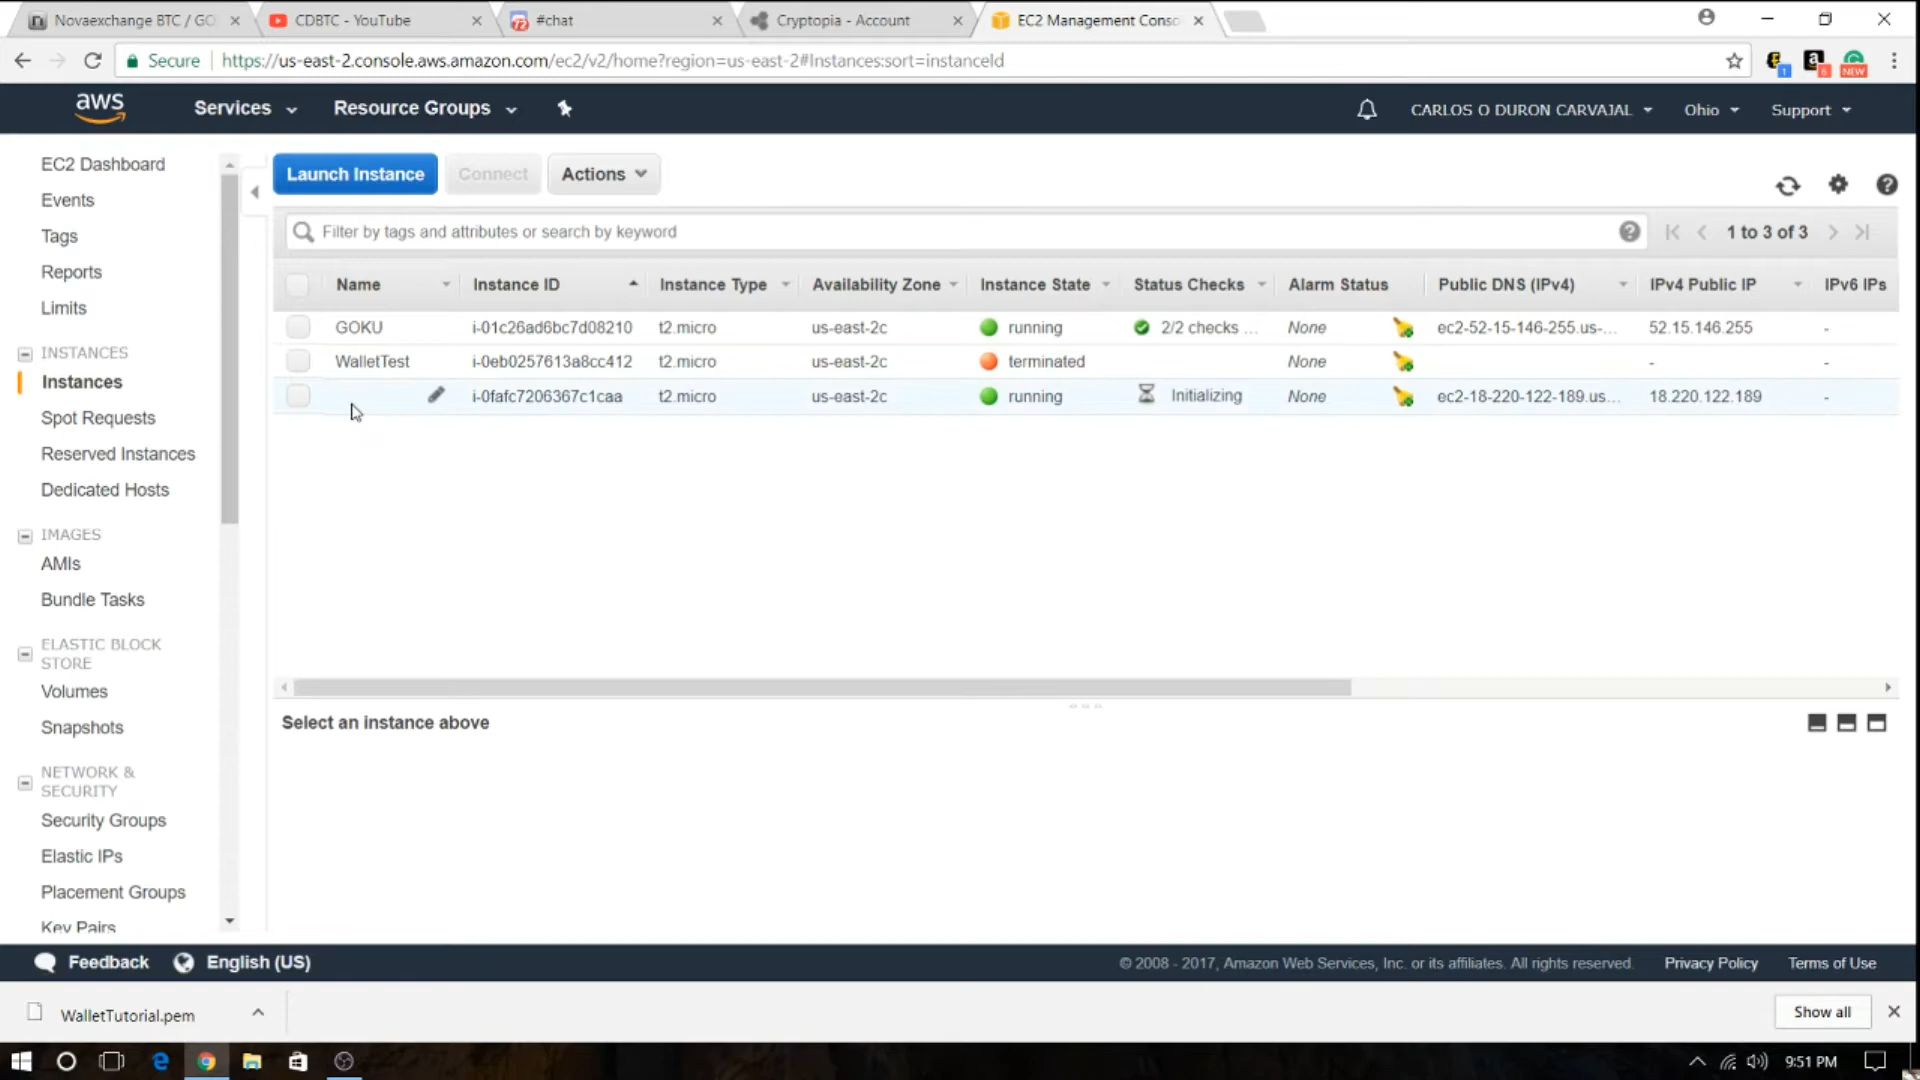 Novaexchange BTC / GO
CDBTC - YouTube
#chat
Cryptopia - Account
EC2 Management Conso
Secure
https://us-east-2.console.aws.amazon.com/ec2/v2/home?region=us-east-2#Instances:sort=instanceId
1
6
NEW
aws
Services
Resource Groups
CARLOS O DURON CARVAJAL
Ohio
Support
EC2 Dashboard
Events
Tags
Reports
Limits
INSTANCES
Instances
Spot Requests
Reserved Instances
Dedicated Hosts
IMAGES
AMIs
Bundle Tasks
ELASTIC BLOCK
STORE
Volumes
Snapshots
NETWORK &
SECURITY
Security Groups
Elastic IPs
Placement Groups
Key Pairs
Launch Instance
Connect
Actions
Filter by tags and attributes or search by keyword
1 to 3 of 3
Name Instance ID Instance Type Availability Zone Instance State Status Checks Alarm Status Public DNS (IPv4) IPv4 Public IP IPv6 IPs
GOKU i-01c26ad6bc7d08210 t2.micro us-east-2c running 2/2 checks ... None ec2-52-15-146-255.us-... 52.15.146.255 -
WalletTest i-0eb0257613a8cc412 t2.micro us-east-2c terminated None - -
i-0fafc7206367c1caa t2.micro us-east-2c running Initializing None ec2-18-220-122-189.us... 18.220.122.189 -
Select an instance above
Feedback
English (US)
© 2008 - 2017, Amazon Web Services, Inc. or its affiliates. All rights reserved.
Privacy Policy
Terms of Use
WalletTutorial.pem
Show all
9:51 PM